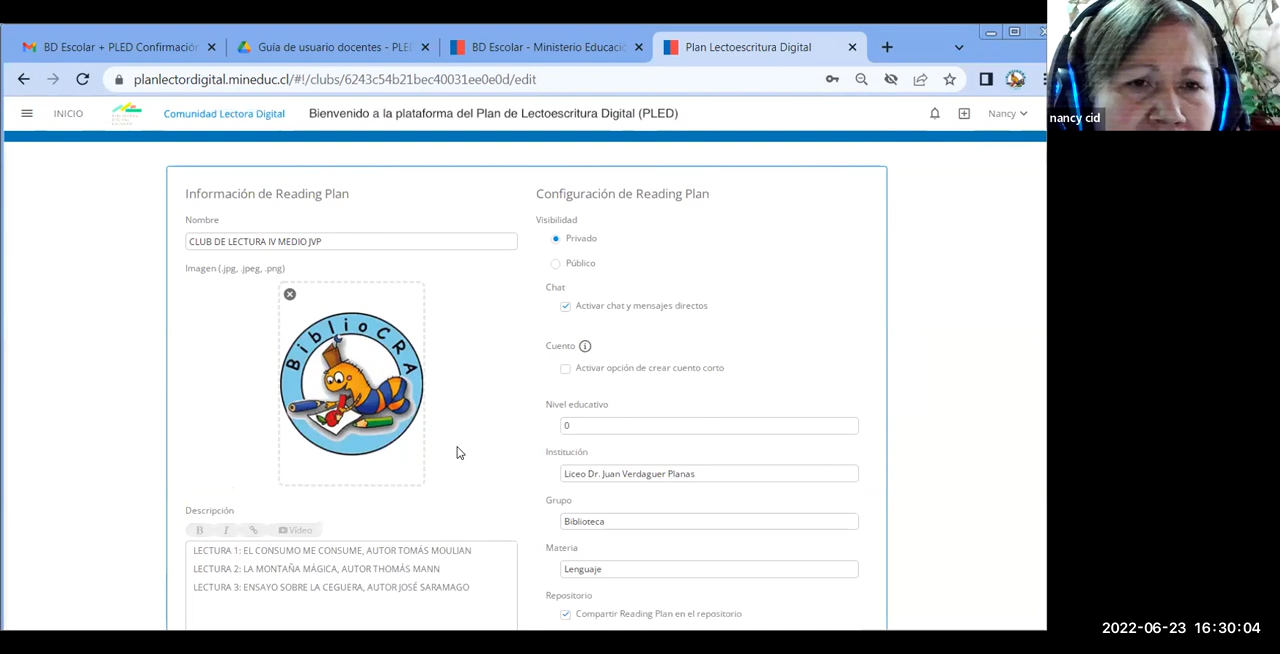 BD Escolar + PLED Confirmación
Guía de usuario docentes - PLE
BD Escolar - Ministerio Educaci
Plan Lectoescritura Digital
planlectordigital.mineduc.cl/#!/clubs/6243c54b21bec40031ee0e0d/edit
INICIO
Comunidad Lectora Digital
Bienvenido a la plataforma del Plan de Lectoescritura Digital (PLED)
Nancy
nancy cid
Información de Reading Plan
Nombre
CLUB DE LECTURA IV MEDIO JVP
Imagen (.jpg, .jpeg, .png)
BiblioCRA
Descripción
B I Vídeo
LECTURA 1: EL CONSUMO ME CONSUME, AUTOR TOMÁS MOULIAN
LECTURA 2: LA MONTAÑA MÁGICA, AUTOR THOMÁS MANN
LECTURA 3: ENSAYO SOBRE LA CEGUERA, AUTOR JOSÉ SARAMAGO
Configuración de Reading Plan
Visibilidad
Privado
Público
Chat
Activar chat y mensajes directos
Cuento
Activar opción de crear cuento corto
Nivel educativo
0
Institución
Liceo Dr. Juan Verdaguer Planas
Grupo
Biblioteca
Materia
Lenguaje
Repositorio
Compartir Reading Plan en el repositorio
2022-06-23 16:30:04